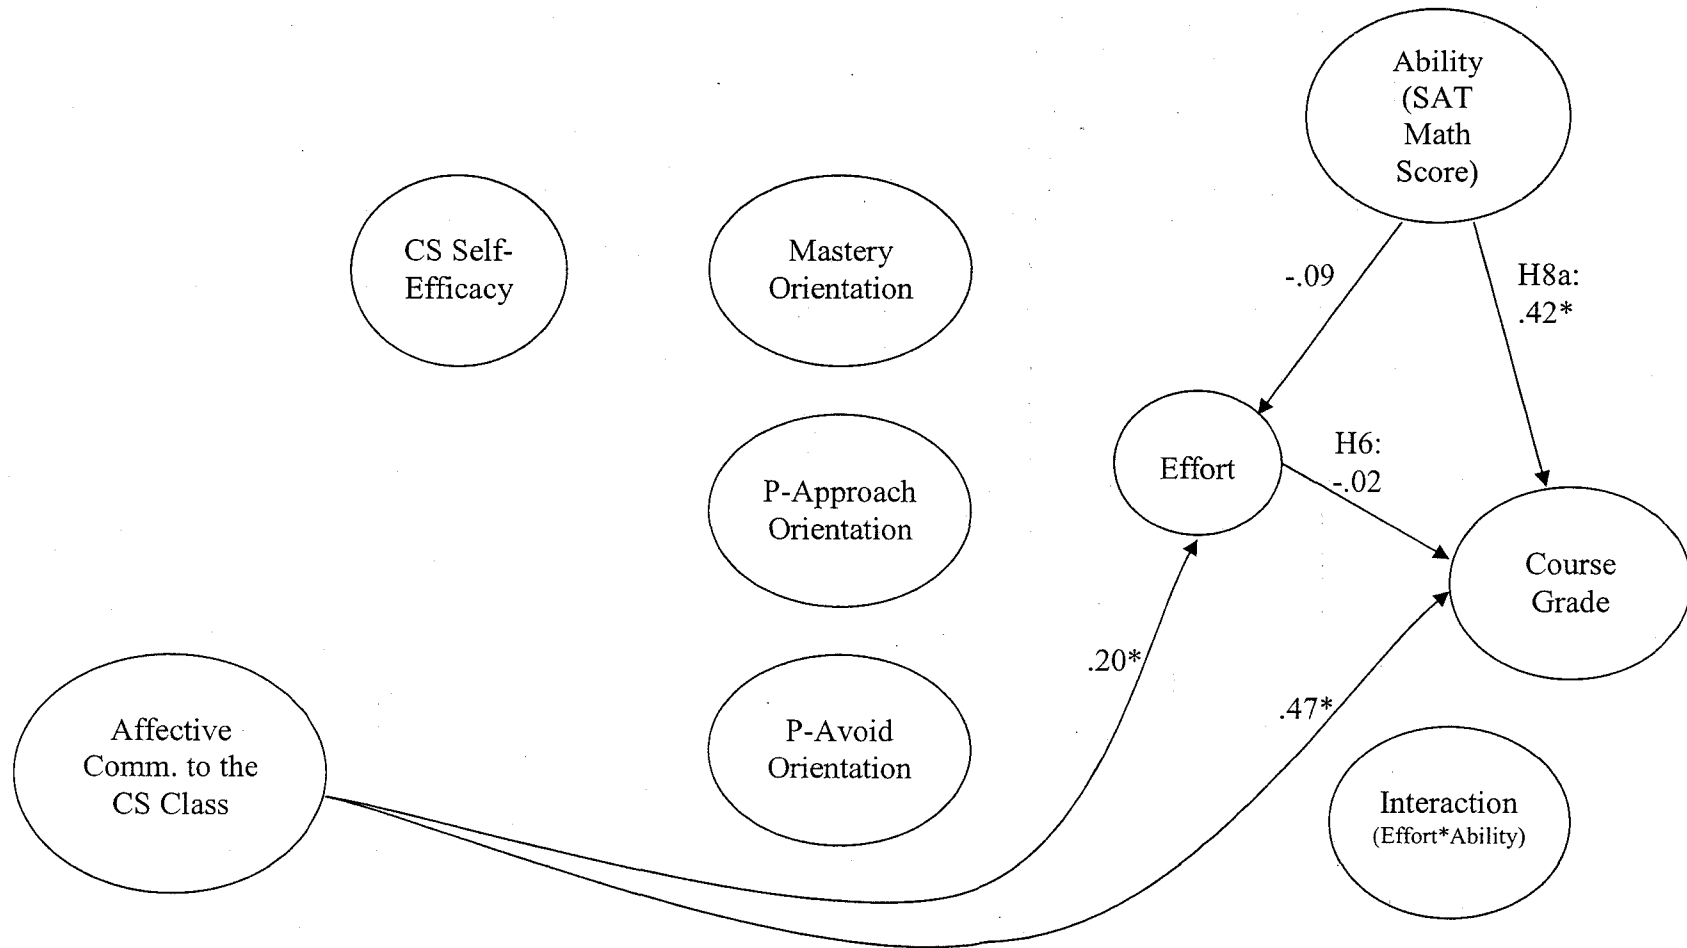 Ability
(SAT
Math
Score)
CS Self-
Efficacy
Mastery
Orientation
-.09
H8a:
.42*
Effort
H6:
-.02
P-Approach
Orientation
Course
Grade
.20*
.47*
Affective
Comm. to the
CS Class
P-Avoid
Orientation
Interaction
(Effort*Ability)